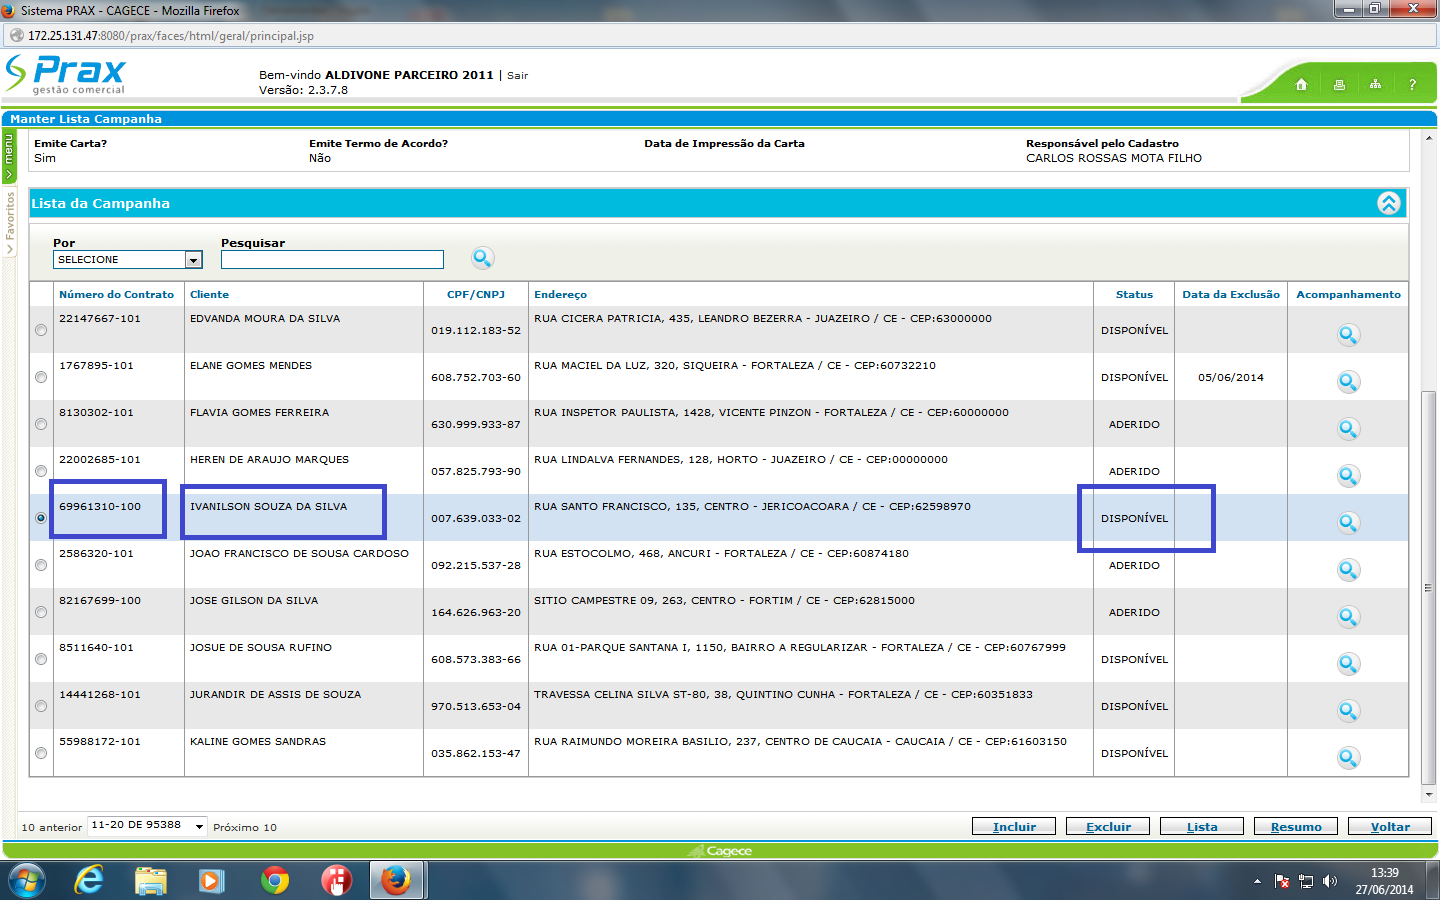 Sistema PRAX - CAGECE - Mozilla Firefox
172.25.131.47:8080/prax/faces/html/geral/principal.jsp
Prax
gestão comercial
Bem-vindo ALDIVONE PARCEIRO 2011 | Sair
Versão: 2.3.7.8
?
Manter Lista Campanha
menu
Favoritos
Emite Carta? Emite Termo de Acordo? Data de Impressão da Carta Responsável pelo Cadastro
Sim Não CARLOS ROSSAS MOTA FILHO
Lista da Campanha
Por Pesquisar
SELECIONE
Número do Contrato Cliente CPF/CNPJ Endereço Status Data da Exclusão Acompanhamento
22147667-101 EDVANDA MOURA DA SILVA 019.112.183-52 RUA CICERA PATRICIA, 435, LEANDRO BEZERRA - JUAZEIRO / CE - CEP:63000000 DISPONÍVEL
1767895-101 ELANE GOMES MENDES 608.752.703-60 RUA MACIEL DA LUZ, 320, SIQUEIRA - FORTALEZA / CE - CEP:60732210 DISPONÍVEL 05/06/2014
8130302-101 FLAVIA GOMES FERREIRA 630.999.933-87 RUA INSPETOR PAULISTA, 1428, VICENTE PINZON - FORTALEZA / CE - CEP:60000000 ADERIDO
22002685-101 HEREN DE ARAUJO MARQUES 057.825.793-90 RUA LINDALVA FERNANDES, 128, HORTO - JUAZEIRO / CE - CEP:00000000 ADERIDO
69961310-100 IVANILSON SOUZA DA SILVA 007.639.033-02 RUA SANTO FRANCISCO, 135, CENTRO - JERICOACOARA / CE - CEP:62598970 DISPONÍVEL
2586320-101 JOAO FRANCISCO DE SOUSA CARDOSO 092.215.537-28 RUA ESTOCOLMO, 468, ANCURI - FORTALEZA / CE - CEP:60874180 ADERIDO
82167699-100 JOSE GILSON DA SILVA 164.626.963-20 SITIO CAMPESTRE 09, 263, CENTRO - FORTIM / CE - CEP:62815000 ADERIDO
8511640-101 JOSUE DE SOUSA RUFINO 608.573.383-66 RUA 01-PARQUE SANTANA I, 1150, BAIRRO A REGULARIZAR - FORTALEZA / CE - CEP:60767999 DISPONÍVEL
14441268-101 JURANDIR DE ASSIS DE SOUZA 970.513.653-04 TRAVESSA CELINA SILVA ST-80, 38, QUINTINO CUNHA - FORTALEZA / CE - CEP:60351833 DISPONÍVEL
55988172-101 KALINE GOMES SANDRAS 035.862.153-47 RUA RAIMUNDO MOREIRA BASILIO, 237, CENTRO DE CAUCAIA - CAUCAIA / CE - CEP:61603150 DISPONÍVEL
10 anterior 11-20 DE 95388 Próximo 10 Incluir Excluir Lista Resumo Voltar
Cagece
13:39
27/06/2014